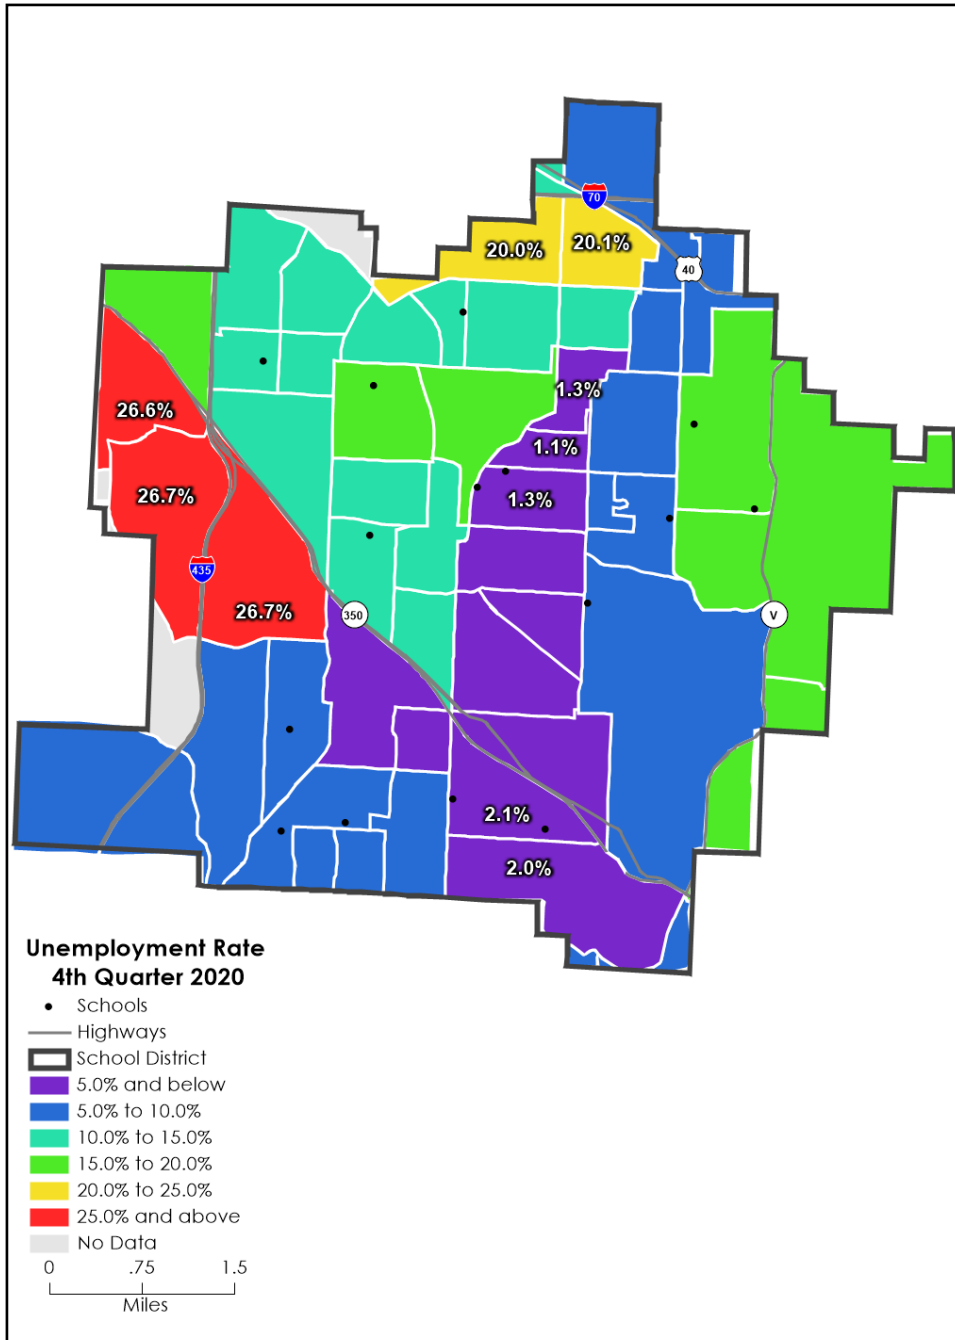 70
20.0%
20.1%
40
1.3%
26.6%
1.1%
26.7%
1.3%
435
26.7%
350
V
2.1%
2.0%
Unemployment Rate
4th Quarter 2020
Schools
Highways
School District
5.0% and below
5.0% to 10.0%
10.0% to 15.0%
15.0% to 20.0%
20.0% to 25.0%
25.0% and above
No Data
0 .75 1.5
Miles